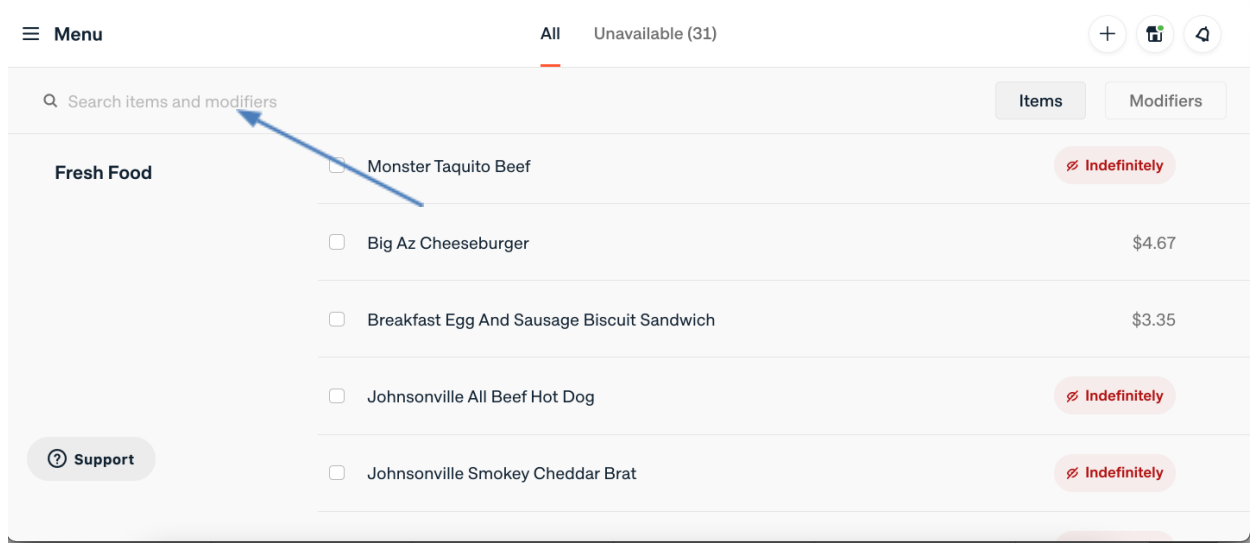 Menu
All
Unavailable (31)
Search items and modifiers
Items
Modifiers
Fresh Food
Monster Taquito Beef
Indefinitely
Big Az Cheeseburger
$4.67
Breakfast Egg And Sausage Biscuit Sandwich
$3.35
Johnsonville All Beef Hot Dog
Indefinitely
Support
Johnsonville Smokey Cheddar Brat
Indefinitely